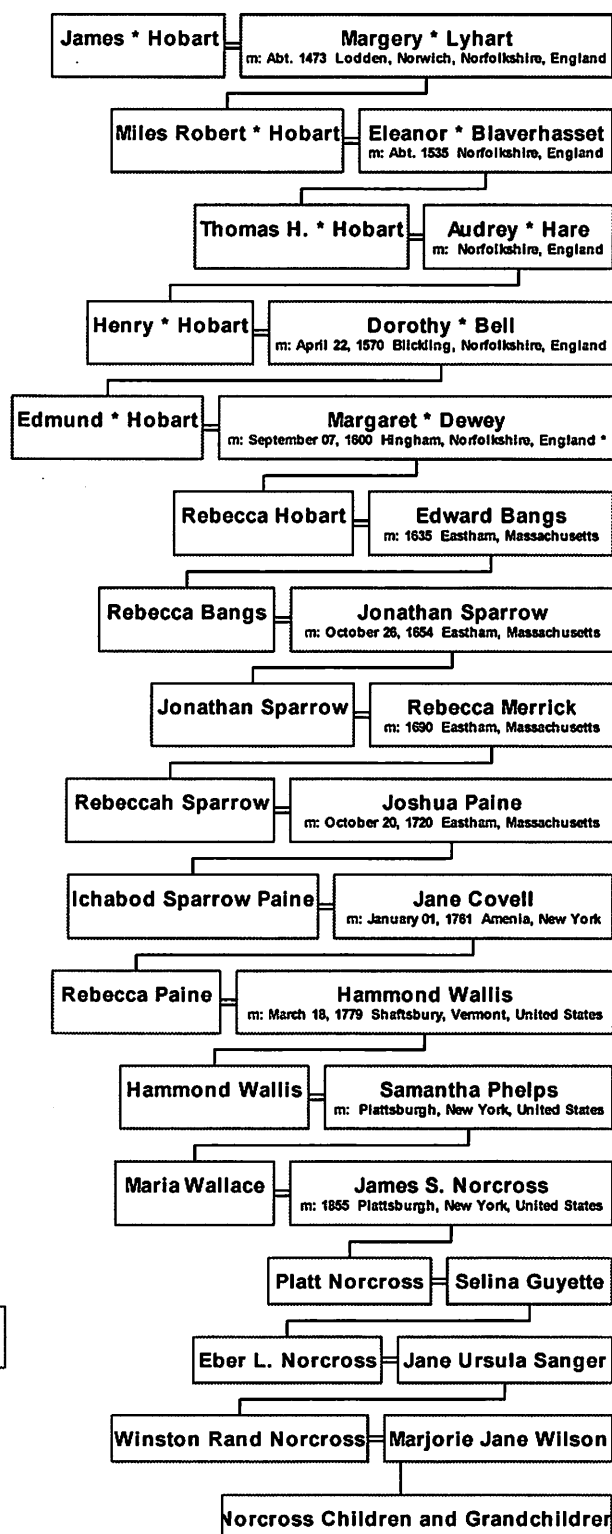 James * Hobart
Margery * Lyhart
m: Abt. 1473 Lodden, Norwich, Norfolkshire, England
Miles Robert * Hobart
Eleanor * Blaverhasset
m: Abt. 1535 Norfolkshire, England
Thomas H. * Hobart
Audrey * Hare
m: Norfolkshire, England
Henry * Hobart
Dorothy * Bell
m: April 22, 1570 Blickling, Norfolkshire, England
Edmund * Hobart
Margaret * Dewey
m: September 07, 1600 Hingham, Norfolkshire, England *
Rebecca Hobart
Edward Bangs
m: 1635 Eastham, Massachusetts
Rebecca Bangs
Jonathan Sparrow
m: October 26, 1654 Eastham, Massachusetts
Jonathan Sparrow
Rebecca Merrick
m: 1690 Eastham, Massachusetts
Rebeccah Sparrow
Joshua Paine
m: October 20, 1720 Eastham, Massachusetts
Ichabod Sparrow Paine
Jane Covell
m: January 01, 1761 Amenia, New York
Rebecca Paine
Hammond Wallis
m: March 18, 1779 Shaftsbury, Vermont, United States
Hammond Wallis
Samantha Phelps
m: Plattsburgh, New York, United States
Maria Wallace
James S. Norcross
m: 1855 Plattsburgh, New York, United States
Platt Norcross
Selina Guyette
Eber L. Norcross
Jane Ursula Sanger
Winston Rand Norcross
Marjorie Jane Wilson
Norcross Children and Grandchildren